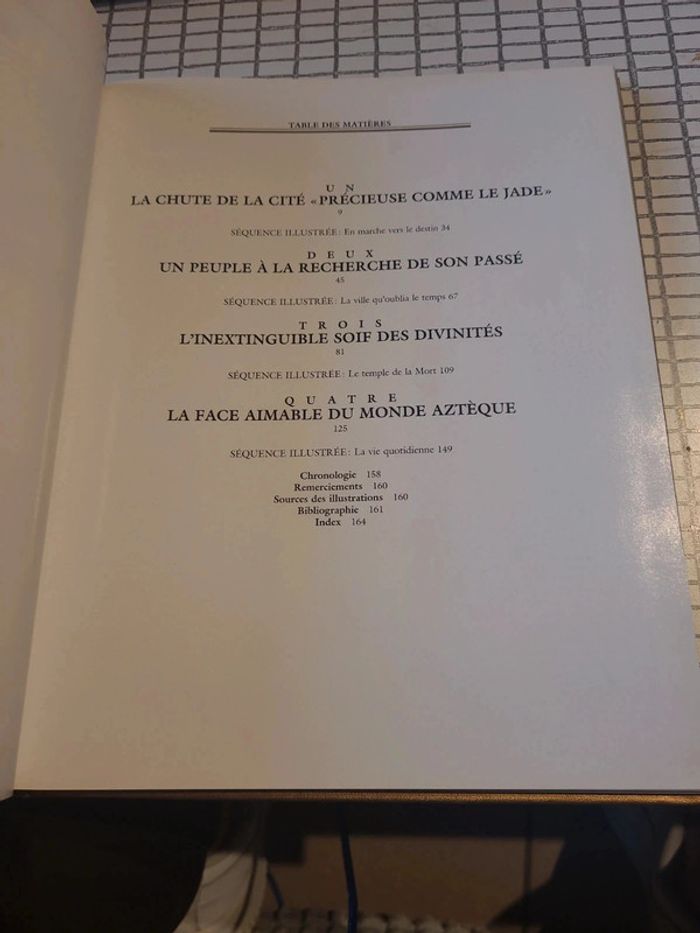 TABLE DES MATIÈRES
UN
LA CHUTE DE LA CITÉ «PRÉCIEUSE COMME LE JADE»
9
SÉQUENCE ILLUSTRÉE: En marche vers le destin 34
DEUX
UN PEUPLE À LA RECHERCHE DE SON PASSÉ
45
SÉQUENCE ILLUSTRÉE: La ville qu'oublia le temps 67
TROIS
L'INEXTINGUIBLE SOIF DES DIVINITÉS
81
SÉQUENCE ILLUSTRÉE: Le temple de la Mort 109
QUATRE
LA FACE AIMABLE DU MONDE AZTÈQUE
125
SÉQUENCE ILLUSTRÉE: La vie quotidienne 149
Chronologie 158
Remerciements 160
Sources des illustrations 160
Bibliographie 161
Index 164